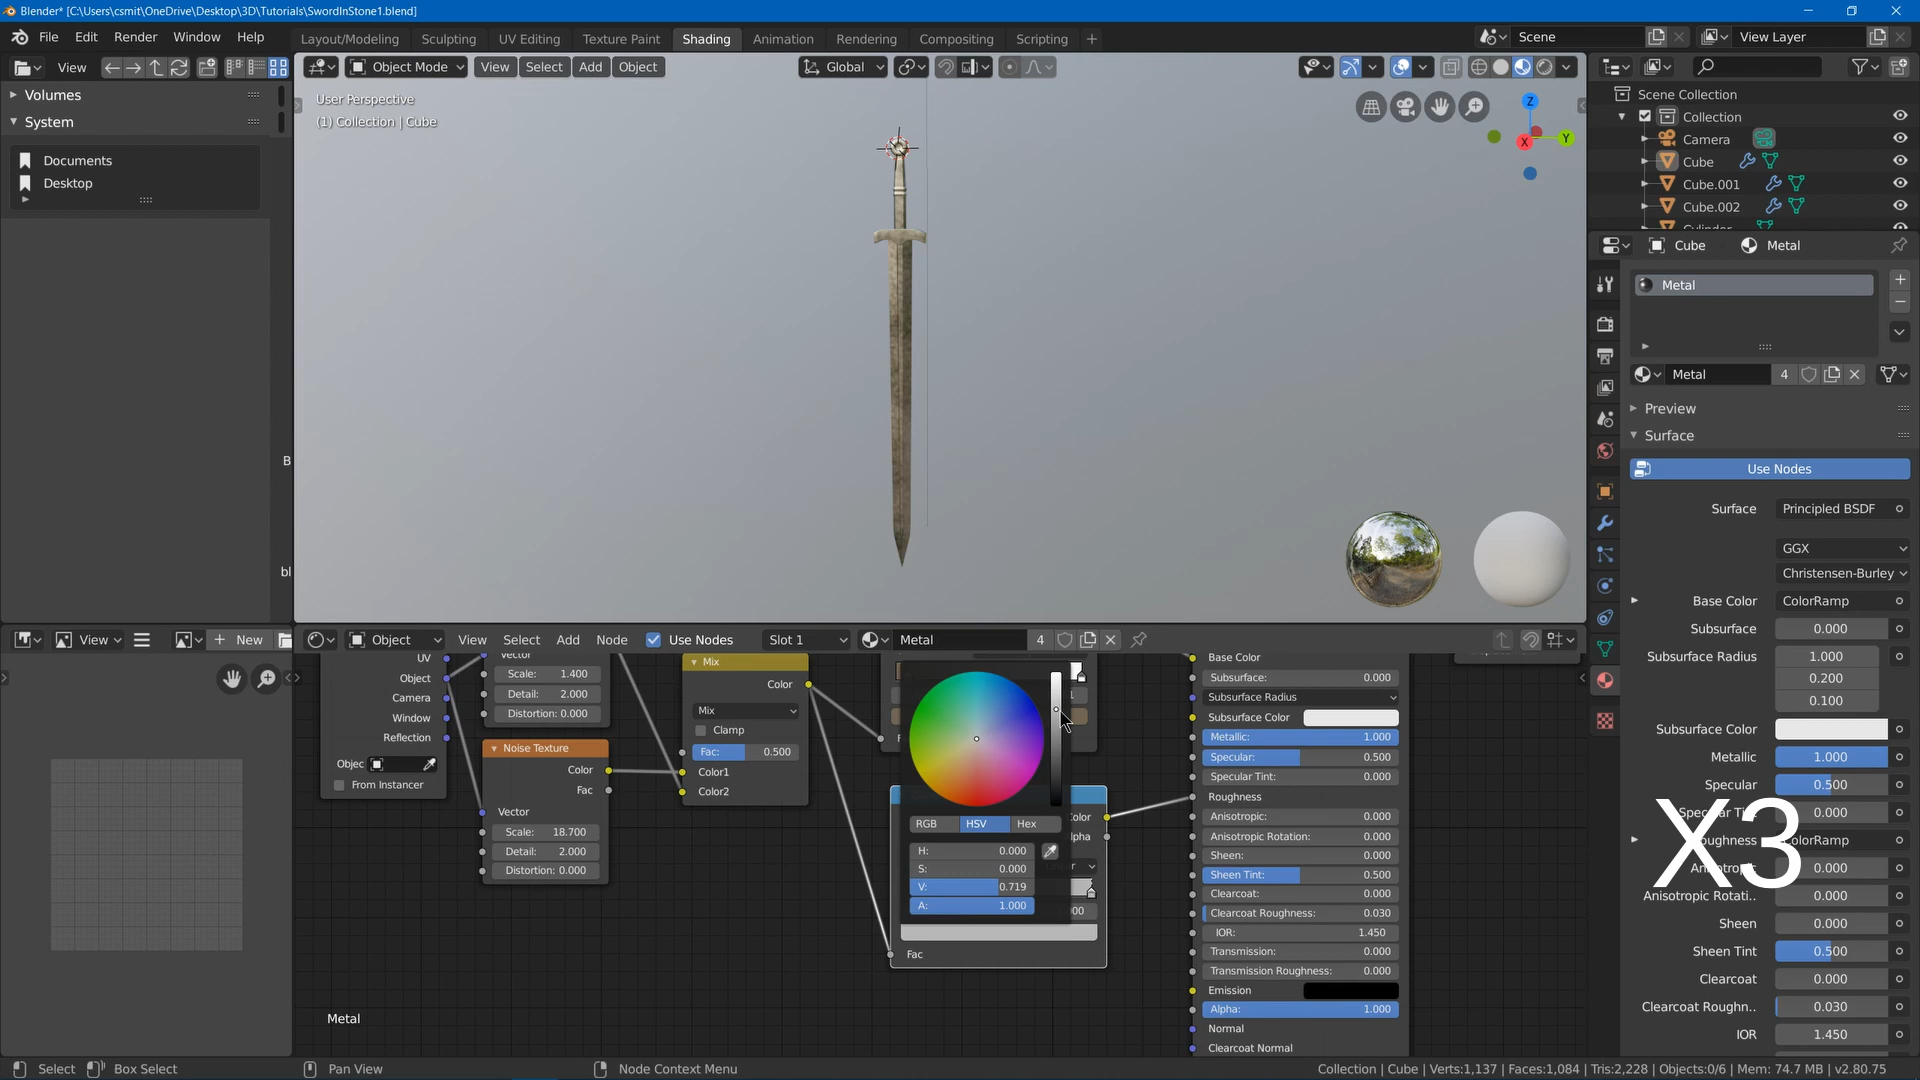 Blender* [C:\Users\csmit\OneDrive\Desktop\3D\Tutorials\SwordInStone1.blend]
File Edit Render Window Help Layout/Modeling Sculpting UV Editing Texture Paint Shading Animation Rendering Compositing Scripting + Scene View Layer
View Object Mode View Select Add Object Global
Volumes
System
Documents
Desktop
User Perspective
(1) Collection | Cube
Z
Y
X
B
bl
Scene Collection
Collection
Camera
Cube
Cube.001
Cube.002
Cylinder
Cube Metal
Metal
Metal 4
Preview
Surface
Use Nodes
Surface Principled BSDF
GGX
Christensen-Burley
Base Color ColorRamp
Subsurface 0.000
Subsurface Radius 1.000
0.200
0.100
Subsurface Color
Metallic 1.000
Specular 0.500
Specular Tint 0.000
Roughness ColorRamp
Anisotropic 0.000
Anisotropic Rotati.. 0.000
Sheen 0.000
Sheen Tint 0.500
Clearcoat 0.000
Clearcoat Roughn.. 0.030
IOR 1.450
X3
View New
Object View Select Add Node Use Nodes Slot 1 Metal 4
UV
Object
Camera
Window
Reflection
Objec
From Instancer
Vector
Scale: 1.400
Detail: 2.000
Distortion: 0.000
Noise Texture
Color
Fac
Vector
Scale: 18.700
Detail: 2.000
Distortion: 0.000
Mix
Color
Mix
Clamp
Fac: 0.500
Color1
Color2
RGB HSV Hex
H: 0.000
S: 0.000
V: 0.719
A: 1.000
Fac
Base Color
Subsurface: 0.000
Subsurface Radius
Subsurface Color
Metallic: 1.000
Specular: 0.500
Specular Tint: 0.000
Roughness
Anisotropic: 0.000
Anisotropic Rotation: 0.000
Sheen: 0.000
Sheen Tint: 0.500
Clearcoat: 0.000
Clearcoat Roughness: 0.030
IOR: 1.450
Transmission: 0.000
Transmission Roughness: 0.000
Emission
Alpha: 1.000
Normal
Clearcoat Normal
Metal
Select Box Select Pan View Node Context Menu Collection | Cube | Verts:1,137 | Faces:1,084 | Tris:2,228 | Objects:0/6 | Mem: 74.7 MB | v2.80.75